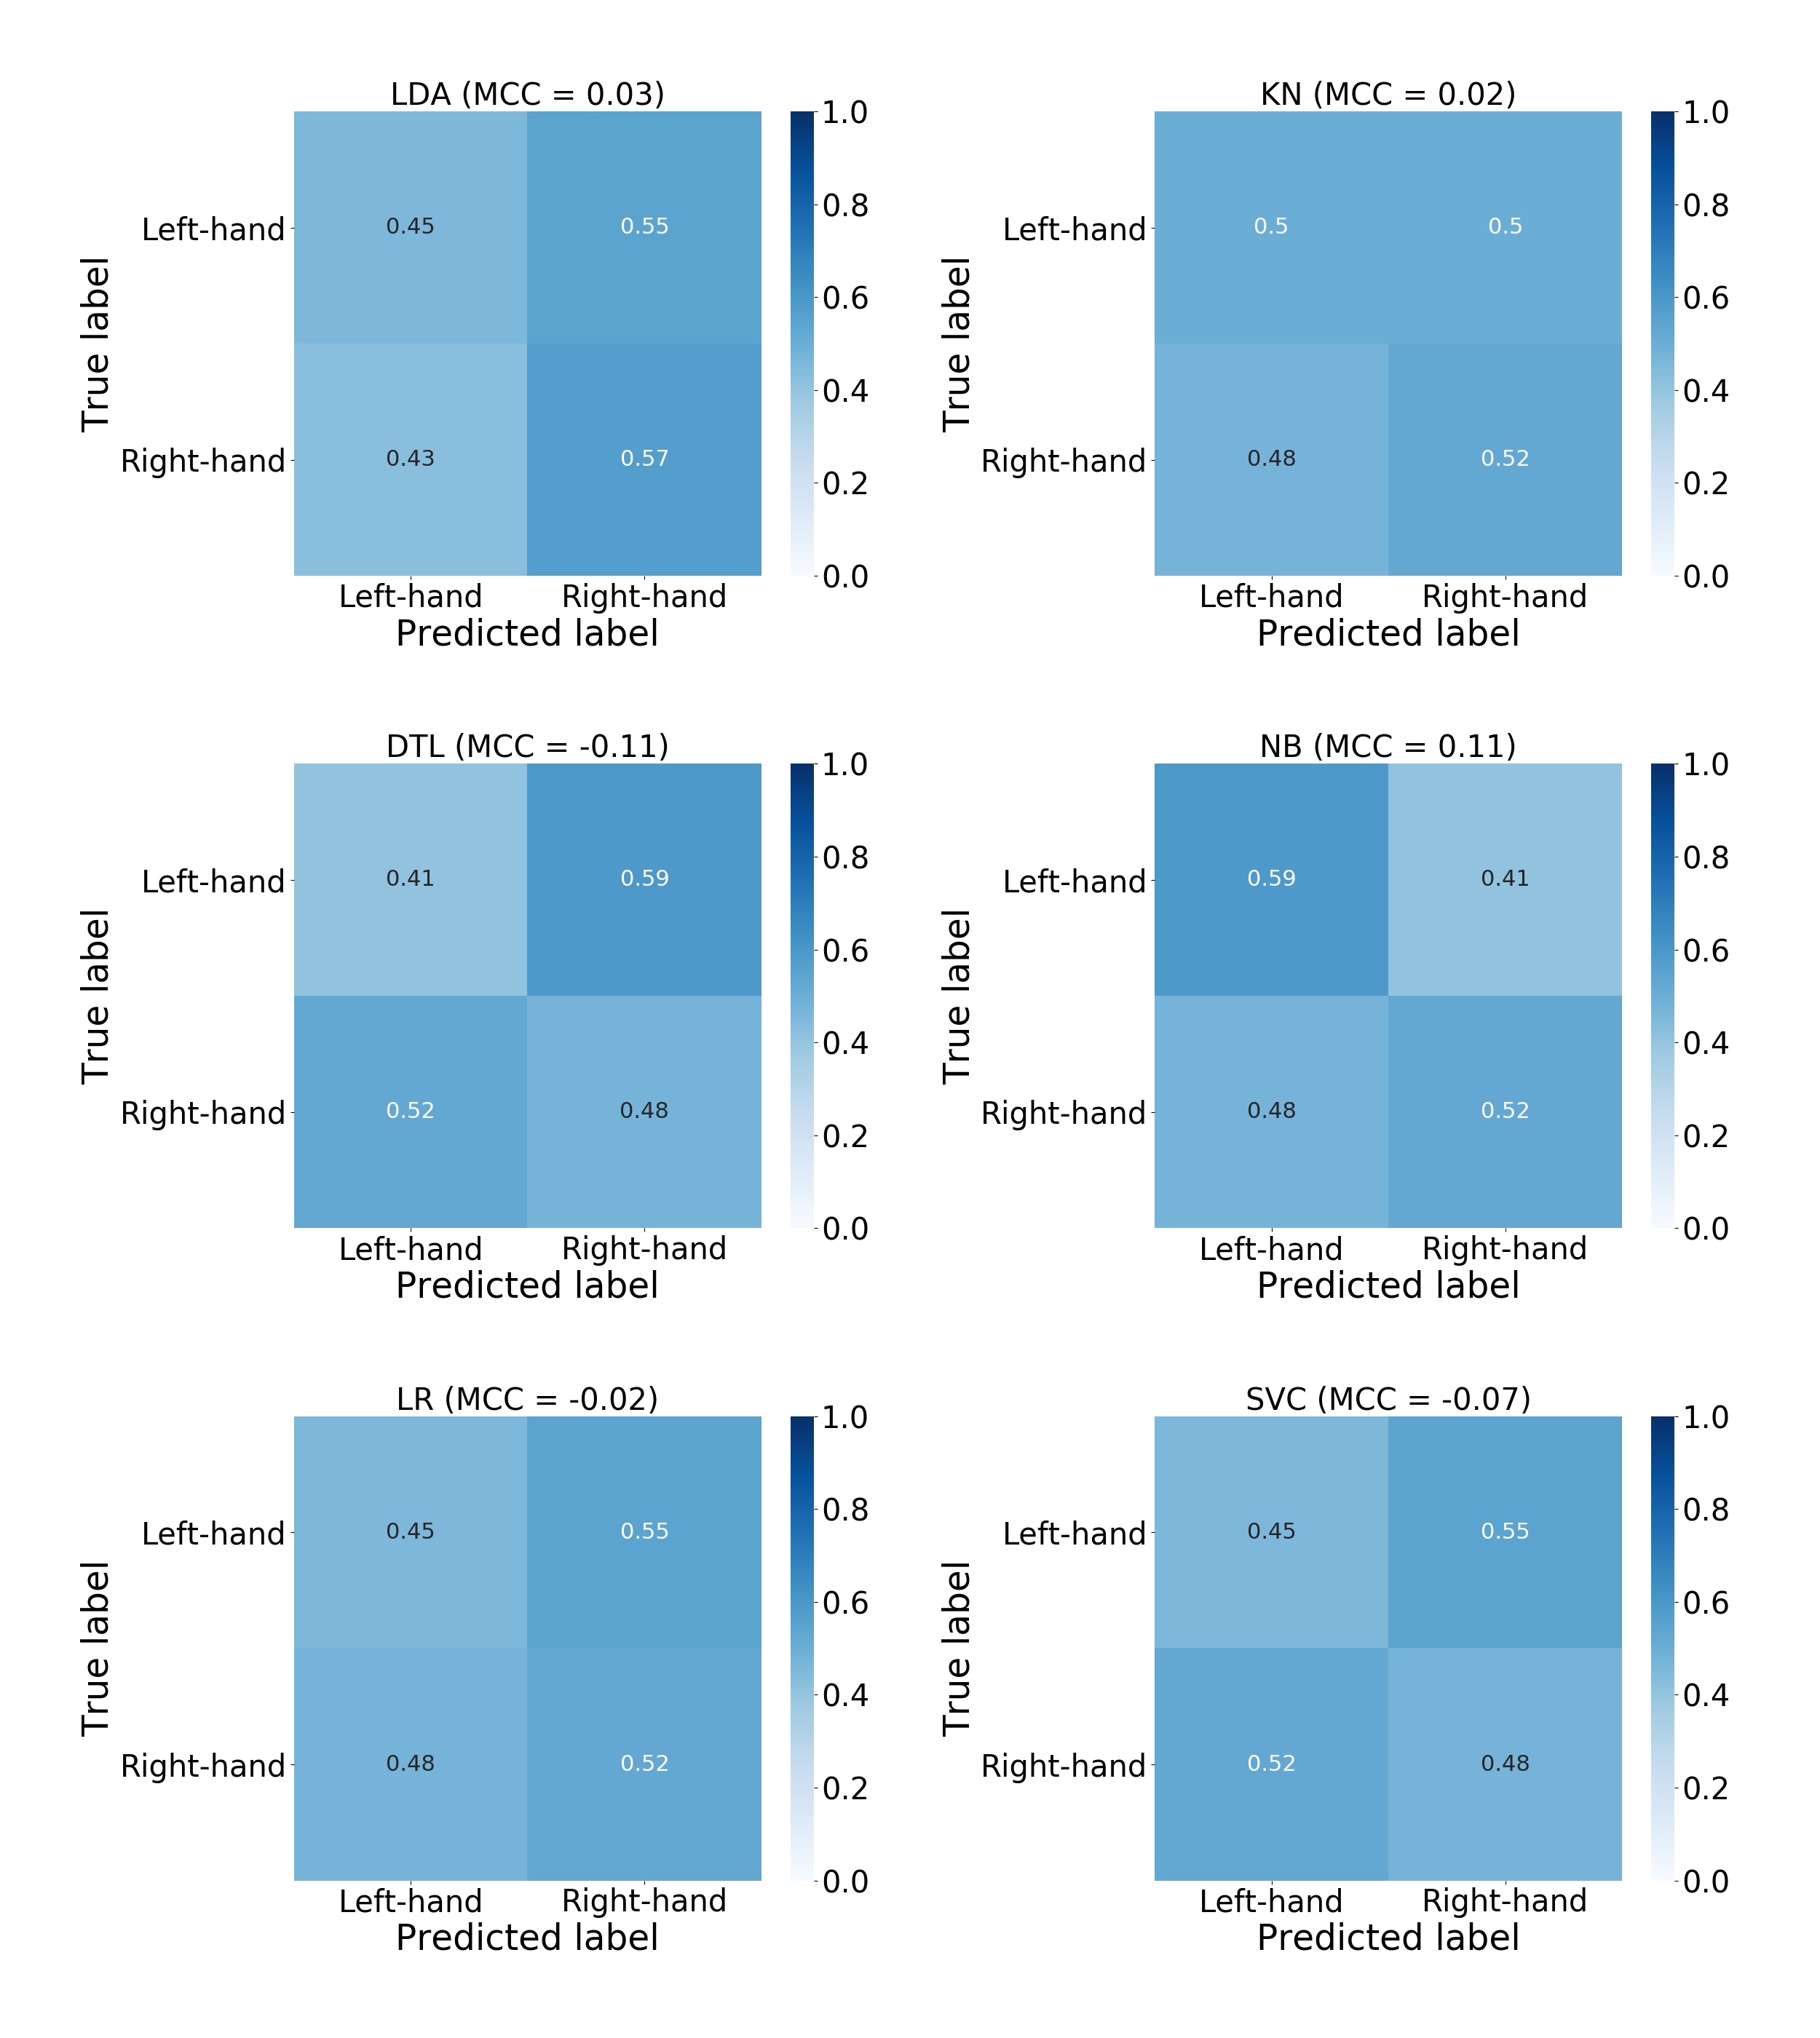 LDA (MCC = 0.03)
1.0
0.8
0.6
0.4
0.2
0.0
True label
Left-hand
0.45
0.55
Right-hand
0.43
0.57
Left-hand
Right-hand
Predicted label
KN (MCC = 0.02)
1.0
0.8
0.6
0.4
0.2
0.0
True label
Left-hand
0.5
0.5
Right-hand
0.48
0.52
Left-hand
Right-hand
Predicted label
DTL (MCC = -0.11)
1.0
0.8
0.6
0.4
0.2
0.0
True label
Left-hand
0.41
0.59
Right-hand
0.52
0.48
Left-hand
Right-hand
Predicted label
NB (MCC = 0.11)
1.0
0.8
0.6
0.4
0.2
0.0
True label
Left-hand
0.59
0.41
Right-hand
0.48
0.52
Left-hand
Right-hand
Predicted label
LR (MCC = -0.02)
1.0
0.8
0.6
0.4
0.2
0.0
True label
Left-hand
0.45
0.55
Right-hand
0.48
0.52
Left-hand
Right-hand
Predicted label
SVC (MCC = -0.07)
1.0
0.8
0.6
0.4
0.2
0.0
True label
Left-hand
0.45
0.55
Right-hand
0.52
0.48
Left-hand
Right-hand
Predicted label